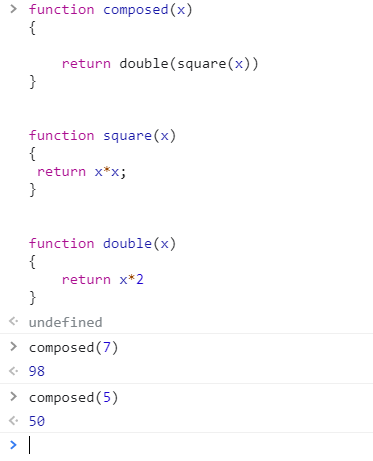 function composed(x)
{
return double(square(x))
}
function square(x)
{
return x*x;
}
function double(x)
{
return x*2
}
undefined
composed(7)
98
composed(5)
50